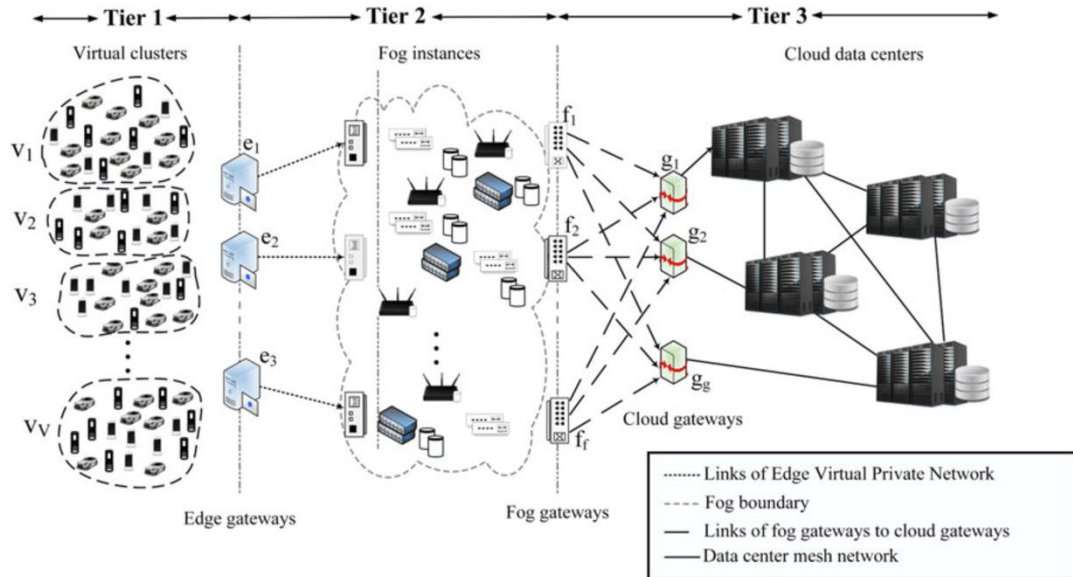 Tier 1
Tier 2
Tier 3
Virtual clusters
Fog instances
Cloud data centers
v1
v2
v3
vV
e1
e2
e3
f1
f2
ff
g1
g2
gg
Cloud gateways
Edge gateways
Fog gateways
Links of Edge Virtual Private Network
Fog boundary
Links of fog gateways to cloud gateways
Data center mesh network